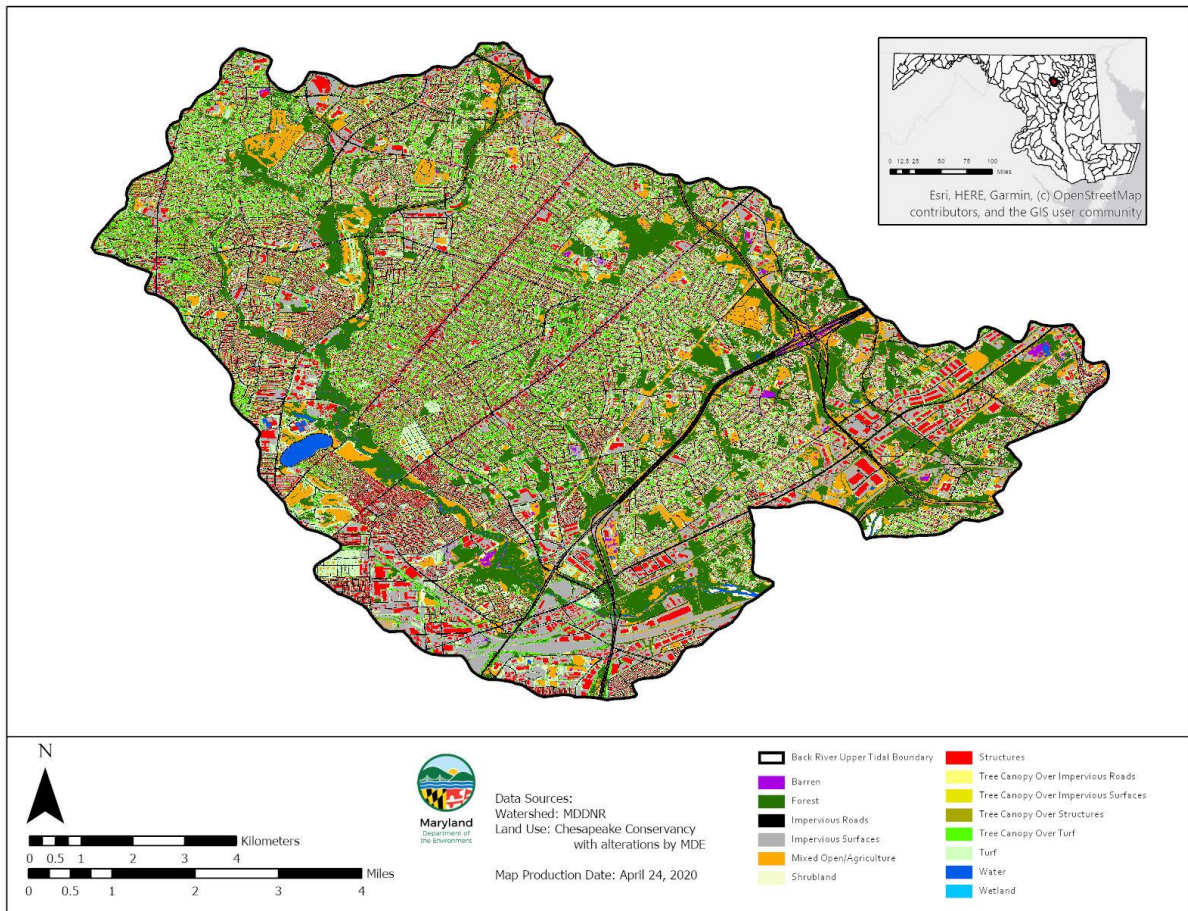 0 12.5 25 50 75 100
Miles
Esri, HERE, Garmin, (c) OpenStreetMap
contributors, and the GIS user community
N
Kilometers
0 0.5 1 2 3 4
Miles
0 0.5 1 2 3 4
Maryland
Department of
the Environment
Data Sources:
Watershed: MDDNR
Land Use: Chesapeake Conservancy
with alterations by MDE
Map Production Date: April 24, 2020
Back River Upper Tidal Boundary
Barren
Forest
Impervious Roads
Impervious Surfaces
Mixed Open/Agriculture
Shrubland
Structures
Tree Canopy Over Impervious Roads
Tree Canopy Over Impervious Surfaces
Tree Canopy Over Structures
Tree Canopy Over Turf
Turf
Water
Wetland